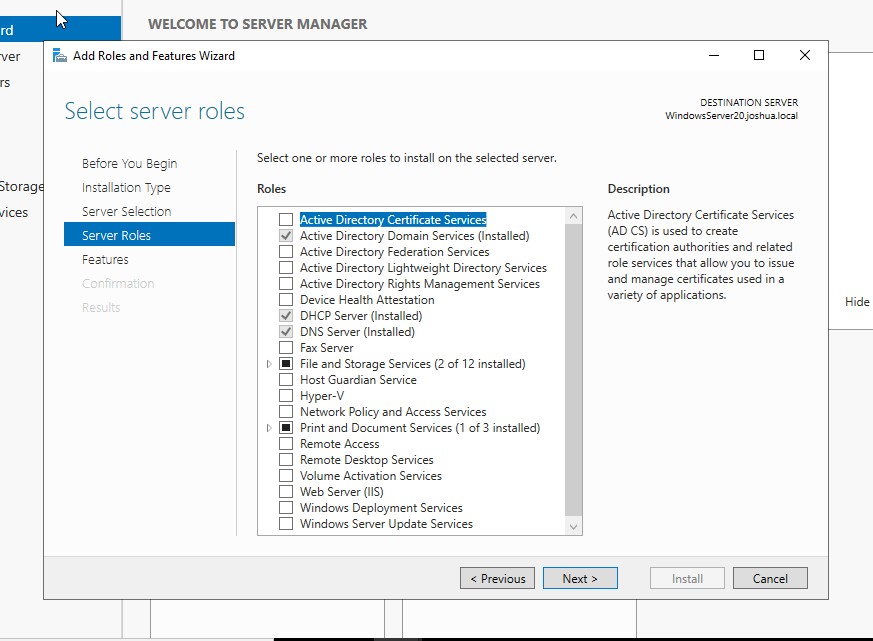 WELCOME TO SERVER MANAGER
rd
ver
rs
Storage
vices
Add Roles and Features Wizard
Select server roles
DESTINATION SERVER
WindowsServer20.joshua.local
Before You Begin
Installation Type
Server Selection
Server Roles
Features
Confirmation
Results
Select one or more roles to install on the selected server.
Roles
Active Directory Certificate Services
Active Directory Domain Services (Installed)
Active Directory Federation Services
Active Directory Lightweight Directory Services
Active Directory Rights Management Services
Device Health Attestation
DHCP Server (Installed)
DNS Server (Installed)
Fax Server
File and Storage Services (2 of 12 installed)
Host Guardian Service
Hyper-V
Network Policy and Access Services
Print and Document Services (1 of 3 installed)
Remote Access
Remote Desktop Services
Volume Activation Services
Web Server (IIS)
Windows Deployment Services
Windows Server Update Services
Description
Active Directory Certificate Services
(AD CS) is used to create
certification authorities and related
role services that allow you to issue
and manage certificates used in a
variety of applications.
Hide
< Previous
Next >
Install
Cancel